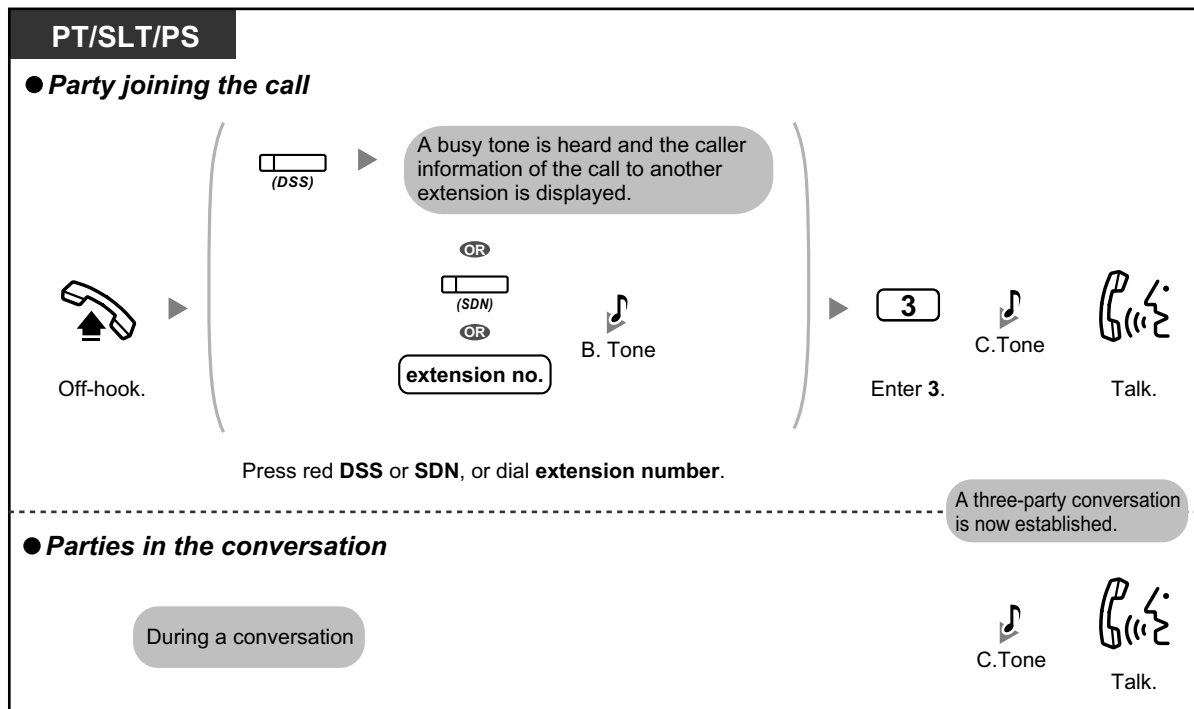 PT/SLT/PS
● Party joining the call
(DSS)
A busy tone is heard and the caller
information of the call to another
extension is displayed.
OR
(SDN)
OR
extension no.
B. Tone
3
C.Tone
Off-hook.
Enter 3.
Talk.
Press red DSS or SDN, or dial extension number.
A three-party conversation
is now established.
● Parties in the conversation
During a conversation
C.Tone
Talk.